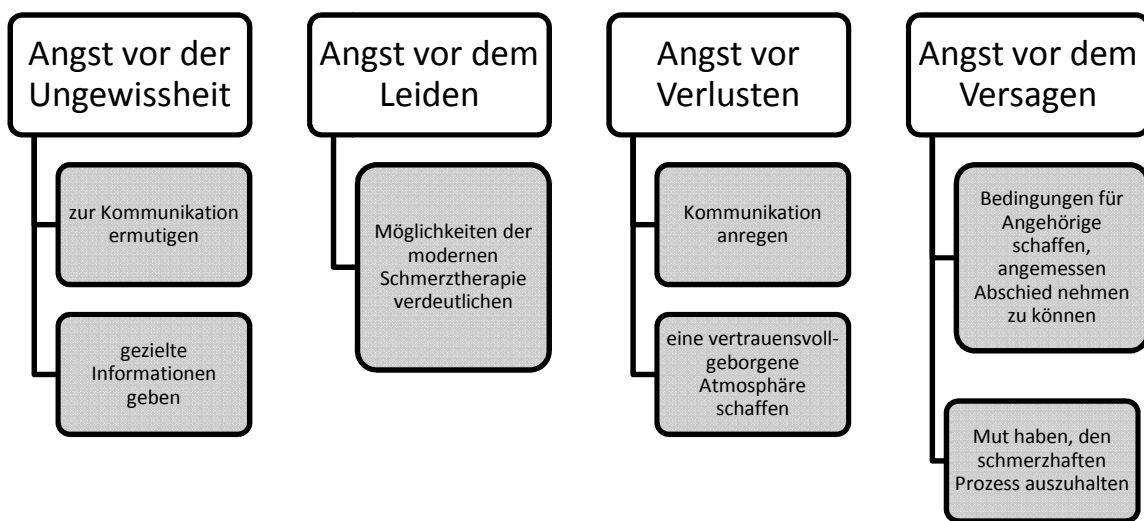 Angst vor der
Ungewissheit
zur Kommunikation
ermutigen
gezielte
Informationen
geben
Angst vor dem
Leiden
Möglichkeiten der
modernen
Schmerztherapie
verdeutlichen
Angst vor
Verlusten
Kommunikation
anregen
eine vertrauensvoll-
geborgene
Atmosphäre
schaffen
Angst vor dem
Versagen
Bedingungen für
Angehörige
schaffen,
angemessen
Abschied nehmen
zu können
Mut haben, den
schmerzhaften
Prozess auszuhalten